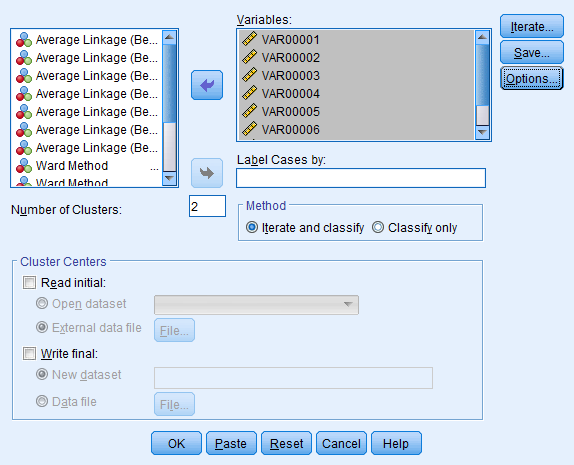 Variables:
Average Linkage (Be...
Average Linkage (Be...
Average Linkage (Be...
Average Linkage (Be...
Average Linkage (Be...
Average Linkage (Be...
Average Linkage (Be...
Ward Method ...
Ward Method
VAR00001
VAR00002
VAR00003
VAR00004
VAR00005
VAR00006
Iterate...
Save...
Options...
Label Cases by:
Number of Clusters:
2
Method
Iterate and classify
Classify only
Cluster Centers
Read initial:
Open dataset
External data file
File...
Write final:
New dataset
Data file
File...
OK
Paste
Reset
Cancel
Help